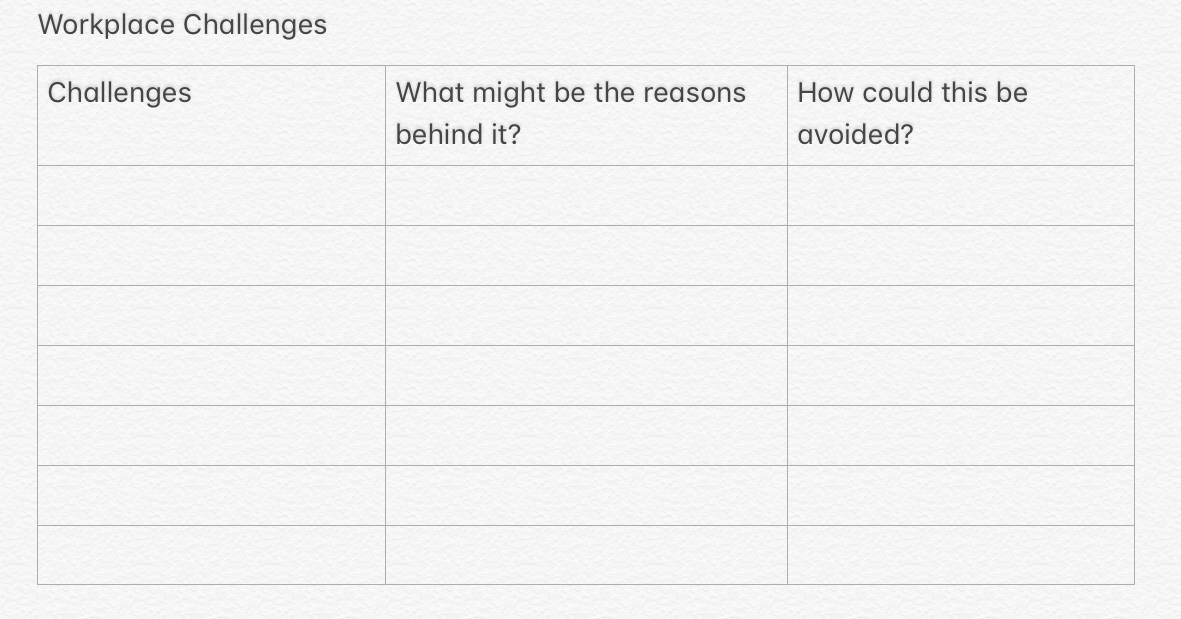 Workplace Challenges
Challenges
What might be the reasons
behind it?
How could this be
avoided?